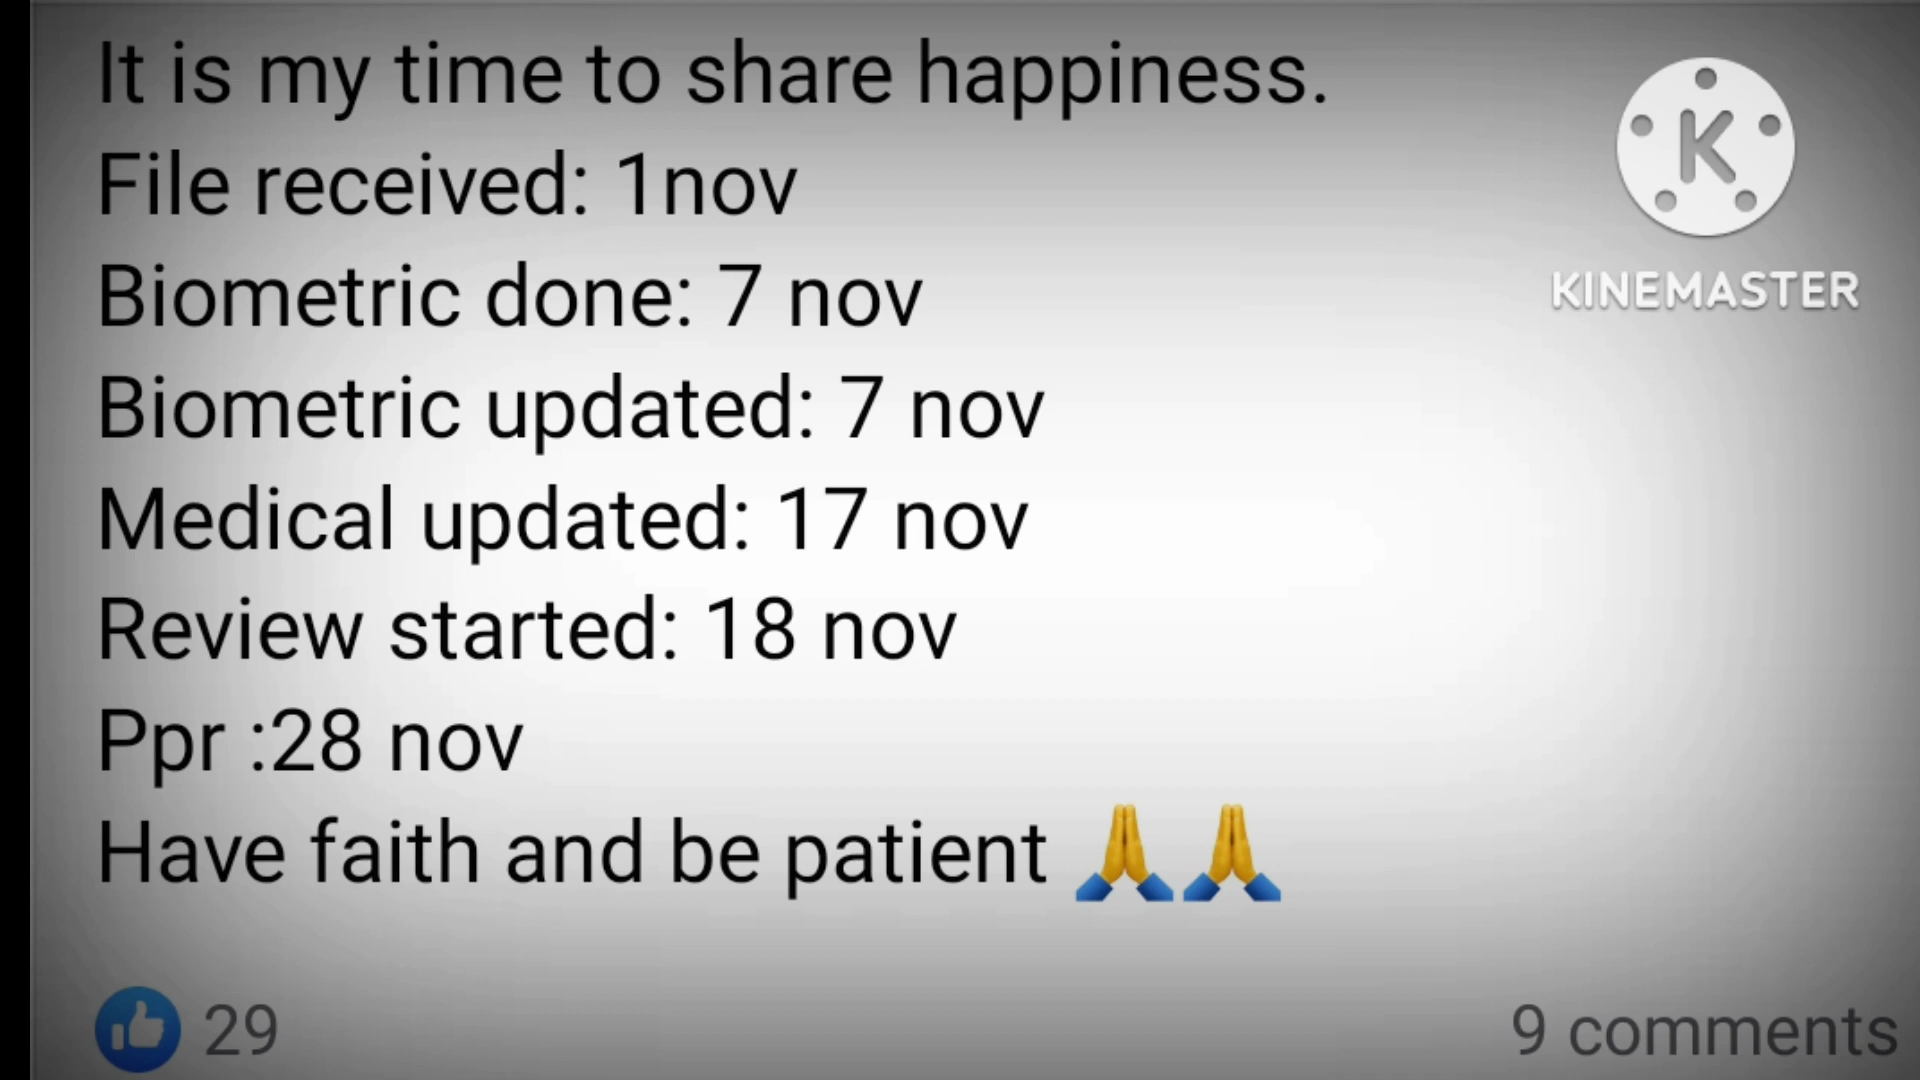 It is my time to share happiness.
File received: 1nov
Biometric done: 7 nov
Biometric updated: 7 nov
Medical updated: 17 nov
Review started: 18 nov
Ppr :28 nov
Have faith and be patient 🙏🙏
29
9 comments
K
KINEMASTER